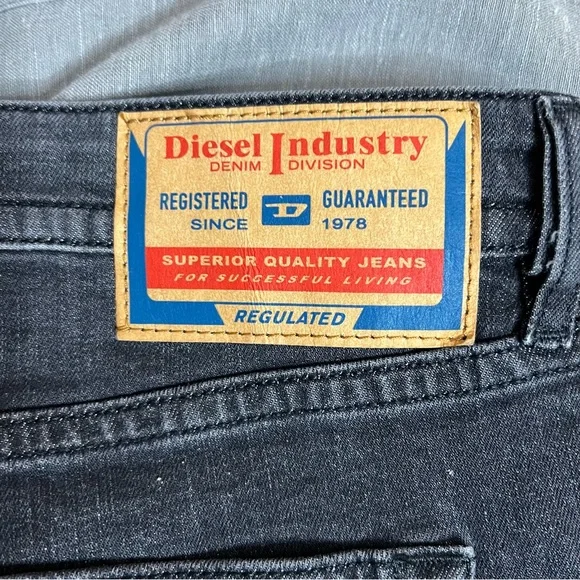 Diesel Industry
DENIM DIVISION
REGISTERED D GUARANTEED
SINCE 1978
SUPERIOR QUALITY JEANS
FOR SUCCESSFUL LIVING
REGULATED